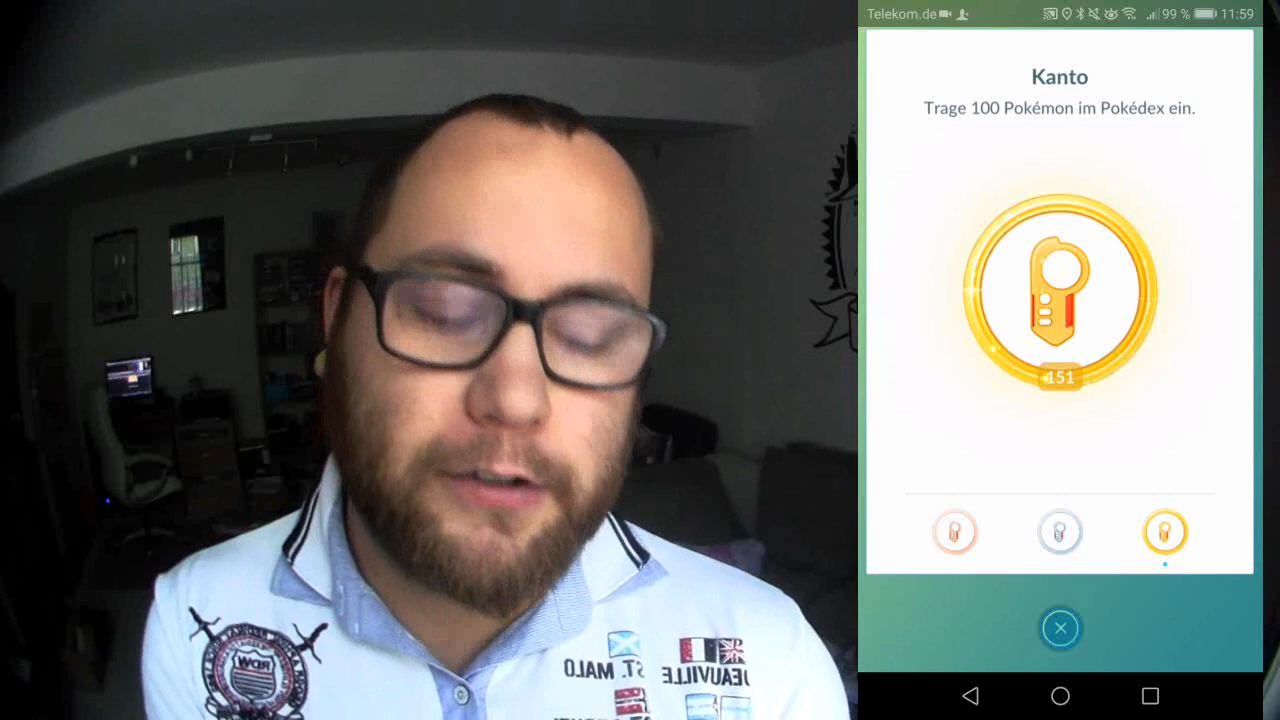 Telekom.de
99 % 11:59
Kanto
Trage 100 Pokémon im Pokédex ein.
151
ST. MALO
DEAUVILLE